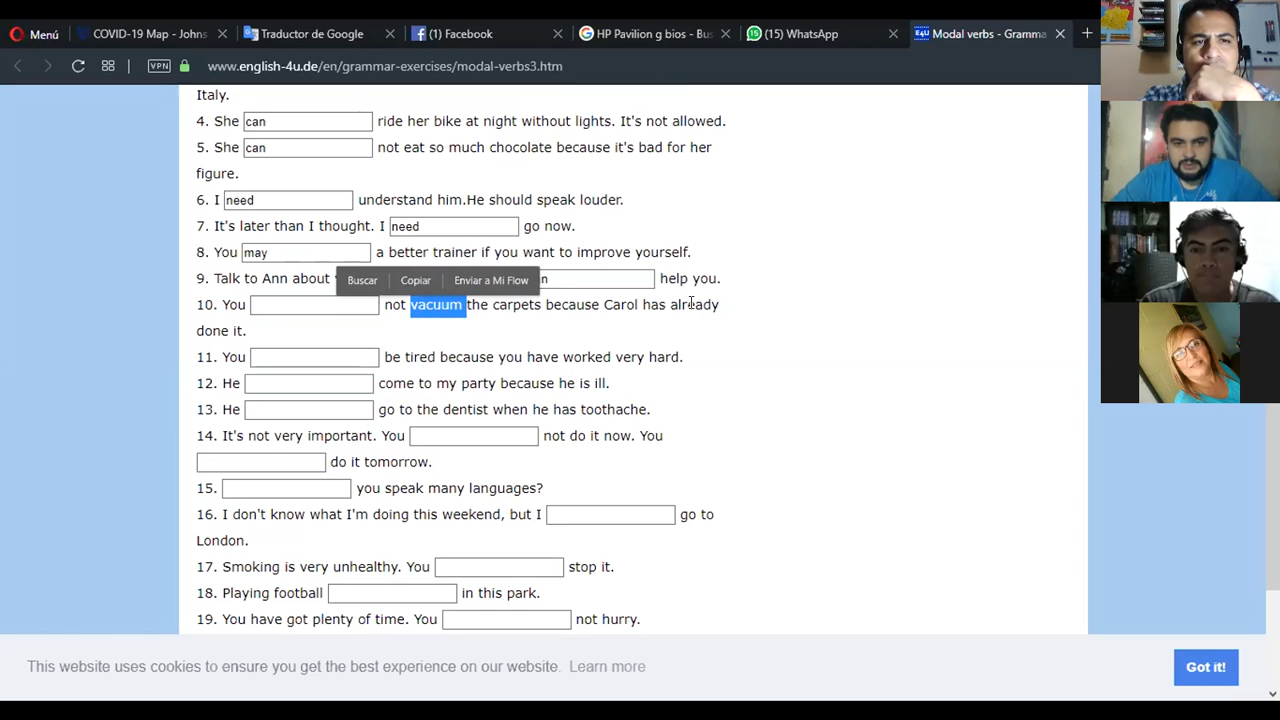 Menú
COVID-19 Map - Johns
Traductor de Google
(1) Facebook
HP Pavilion g bios - Bus
(15) WhatsApp
E4U Modal verbs - Gramma
VPN www.english-4u.de/en/grammar-exercises/modal-verbs3.htm
Italy.
4. She can ride her bike at night without lights. It's not allowed.
5. She can not eat so much chocolate because it's bad for her
figure.
6. I need understand him.He should speak louder.
7. It's later than I thought. I need go now.
8. You may a better trainer if you want to improve yourself.
9. Talk to Ann about help you.
Buscar Copiar Enviar a Mi Flow
10. You not vacuum the carpets because Carol has already
done it.
11. You be tired because you have worked very hard.
12. He come to my party because he is ill.
13. He go to the dentist when he has toothache.
14. It's not very important. You not do it now. You
do it tomorrow.
15. you speak many languages?
16. I don't know what I'm doing this weekend, but I go to
London.
17. Smoking is very unhealthy. You stop it.
18. Playing football in this park.
19. You have got plenty of time. You not hurry.
This website uses cookies to ensure you get the best experience on our website. Learn more
Got it!